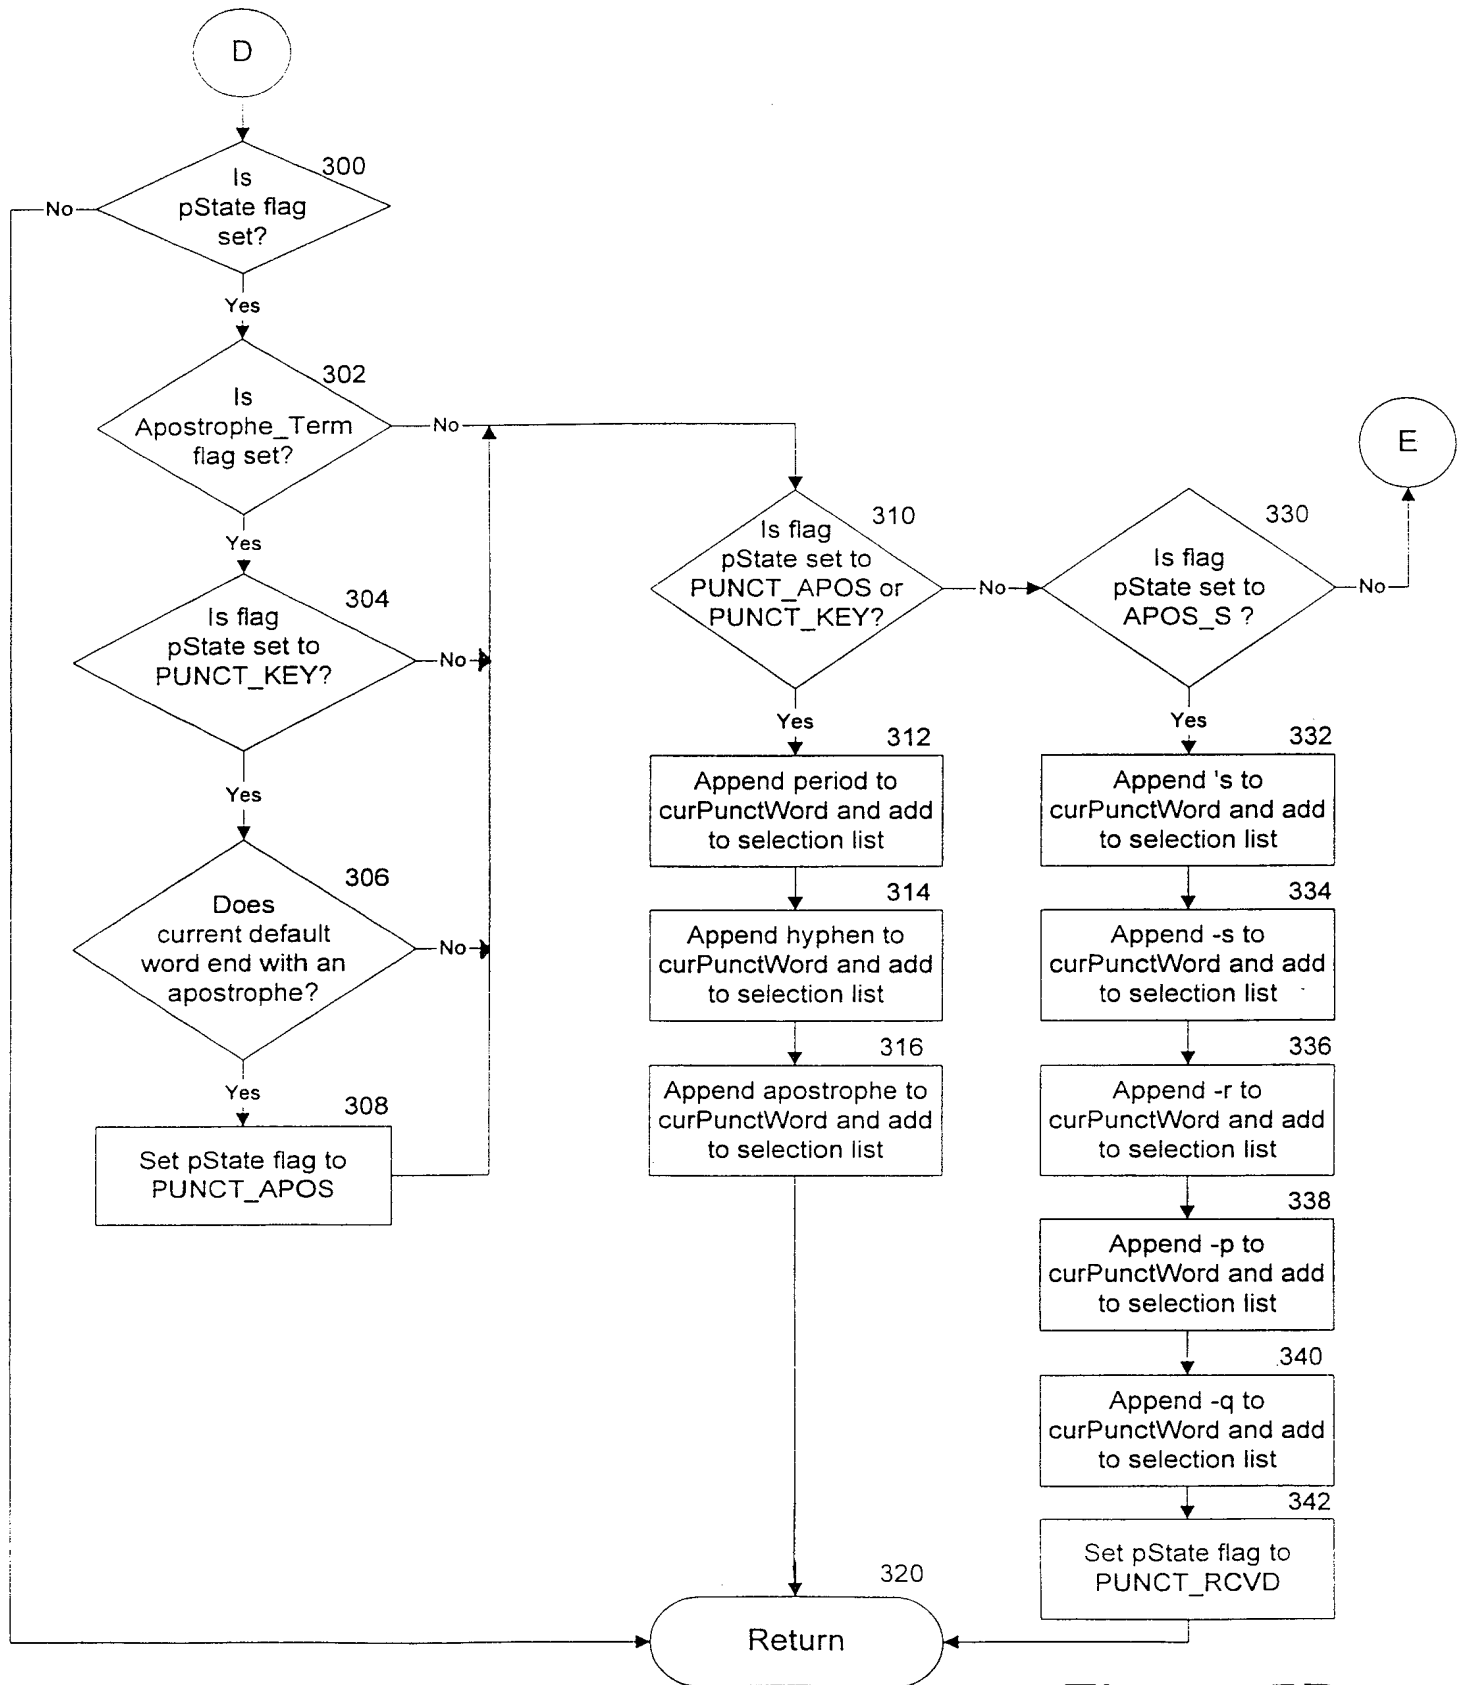 D
300
Is
pState flag
set?
No
Yes
302
Is
Apostrophe_Term
flag set?
No
Yes
304
Is flag
pState set to
PUNCT_KEY?
No
Yes
306
Does
current default
word end with an
apostrophe?
No
Yes
308
Set pState flag to
PUNCT_APOS
310
Is flag
pState set to
PUNCT_APOS or
PUNCT_KEY?
No
Yes
312
Append period to
curPunctWord and add
to selection list
314
Append hyphen to
curPunctWord and add
to selection list
316
Append apostrophe to
curPunctWord and add
to selection list
330
Is flag
pState set to
APOS_S ?
No
E
Yes
332
Append 's to
curPunctWord and add
to selection list
334
Append -s to
curPunctWord and add
to selection list
336
Append -r to
curPunctWord and add
to selection list
338
Append -p to
curPunctWord and add
to selection list
340
Append -q to
curPunctWord and add
to selection list
342
Set pState flag to
PUNCT_RCVD
320
Return